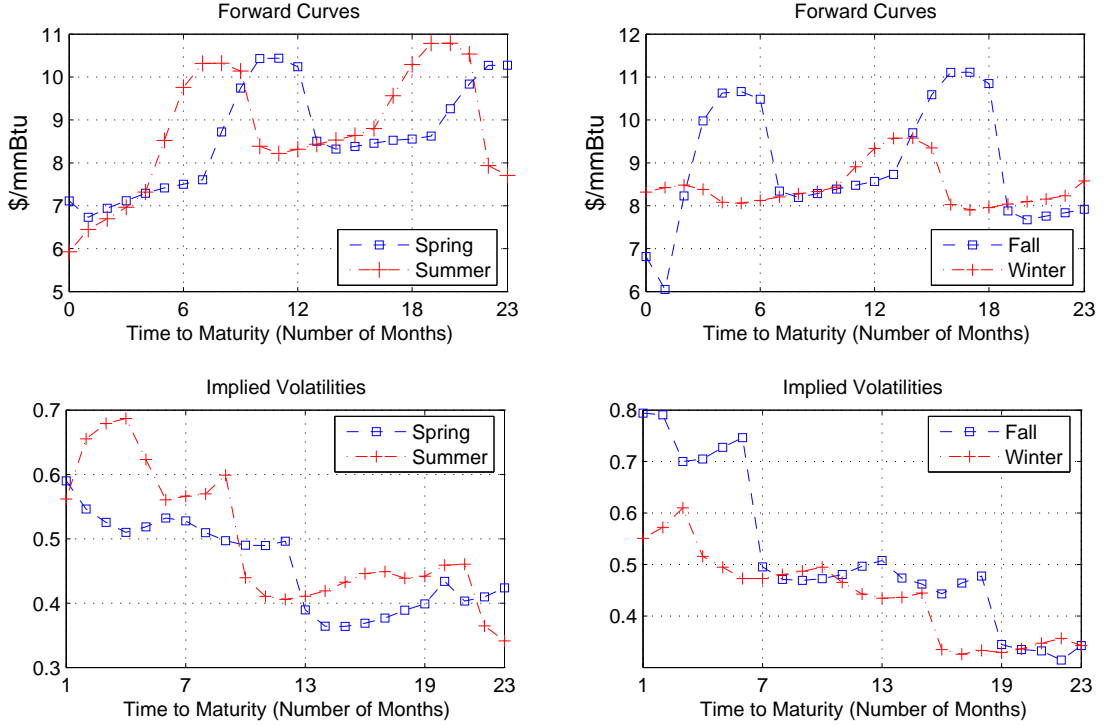 Forward Curves
11
10
9
8
7
6
5
$/mmBtu
0
6
12
18
23
Time to Maturity (Number of Months)
Spring
Summer
Forward Curves
12
11
10
9
8
7
6
$/mmBtu
0
6
12
18
23
Time to Maturity (Number of Months)
Fall
Winter
Implied Volatilities
0.7
0.6
0.5
0.4
0.3
1
7
13
19
23
Time to Maturity (Number of Months)
Spring
Summer
Implied Volatilities
0.8
0.7
0.6
0.5
0.4
1
7
13
19
23
Time to Maturity (Number of Months)
Fall
Winter